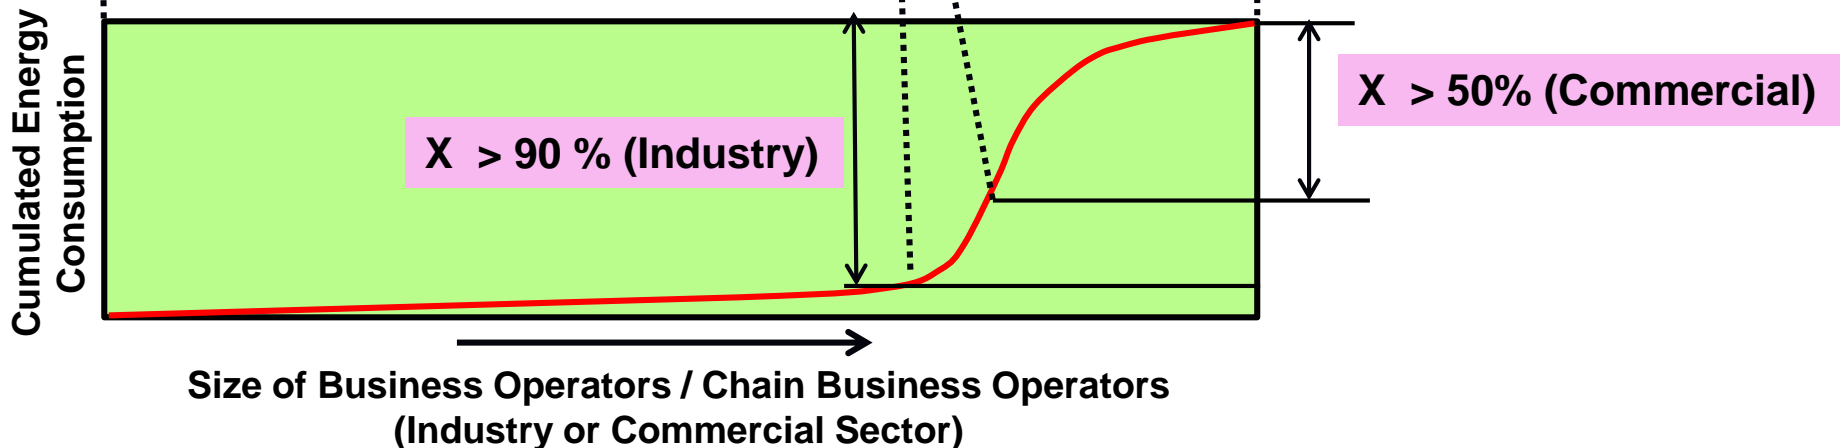 Cumulated Energy
Consumption
X > 90 % (Industry)
X > 50% (Commercial)
Size of Business Operators / Chain Business Operators
(Industry or Commercial Sector)